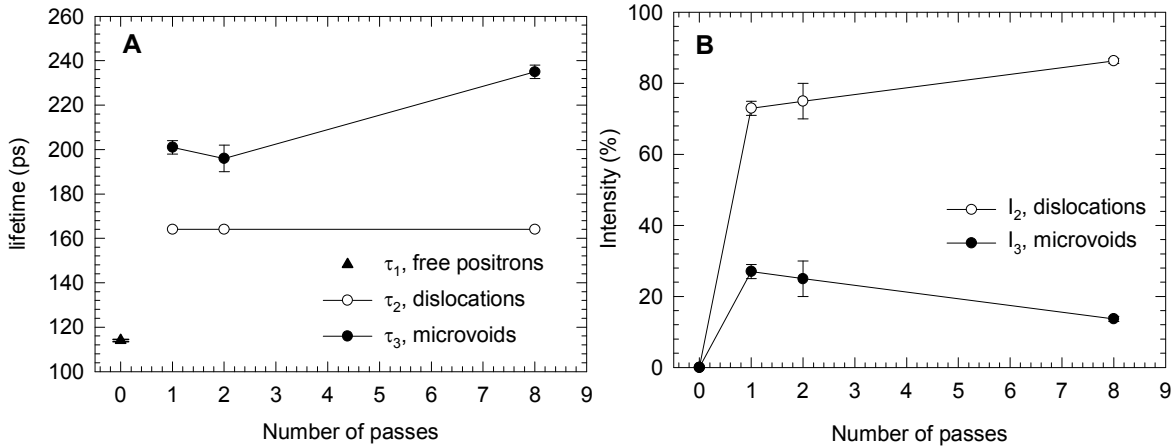 A
260
240
220
200
180
160
140
120
100
lifetime (ps)
τ1, free positrons
τ2, dislocations
τ3, microvoids
0 1 2 3 4 5 6 7 8 9
Number of passes
B
100
80
60
40
20
0
Intensity (%)
I2, dislocations
I3, microvoids
0 1 2 3 4 5 6 7 8 9
Number of passes